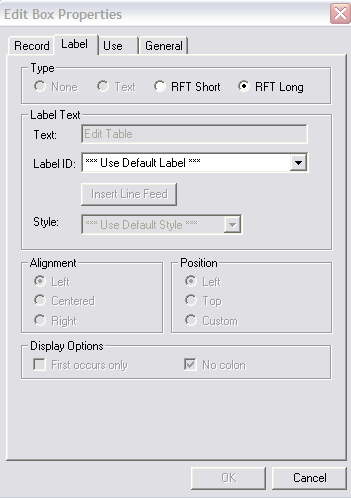 Edit Box Properties
Record Label Use General
Type
None Text RFT Short RFT Long
Label Text
Text: Edit Table
Label ID: *** Use Default Label ***
Insert Line Feed
Style: *** Use Default Style ***
Alignment Position
Left Left
Centered Top
Right Custom
Display Options
First occurs only No colon
OK Cancel